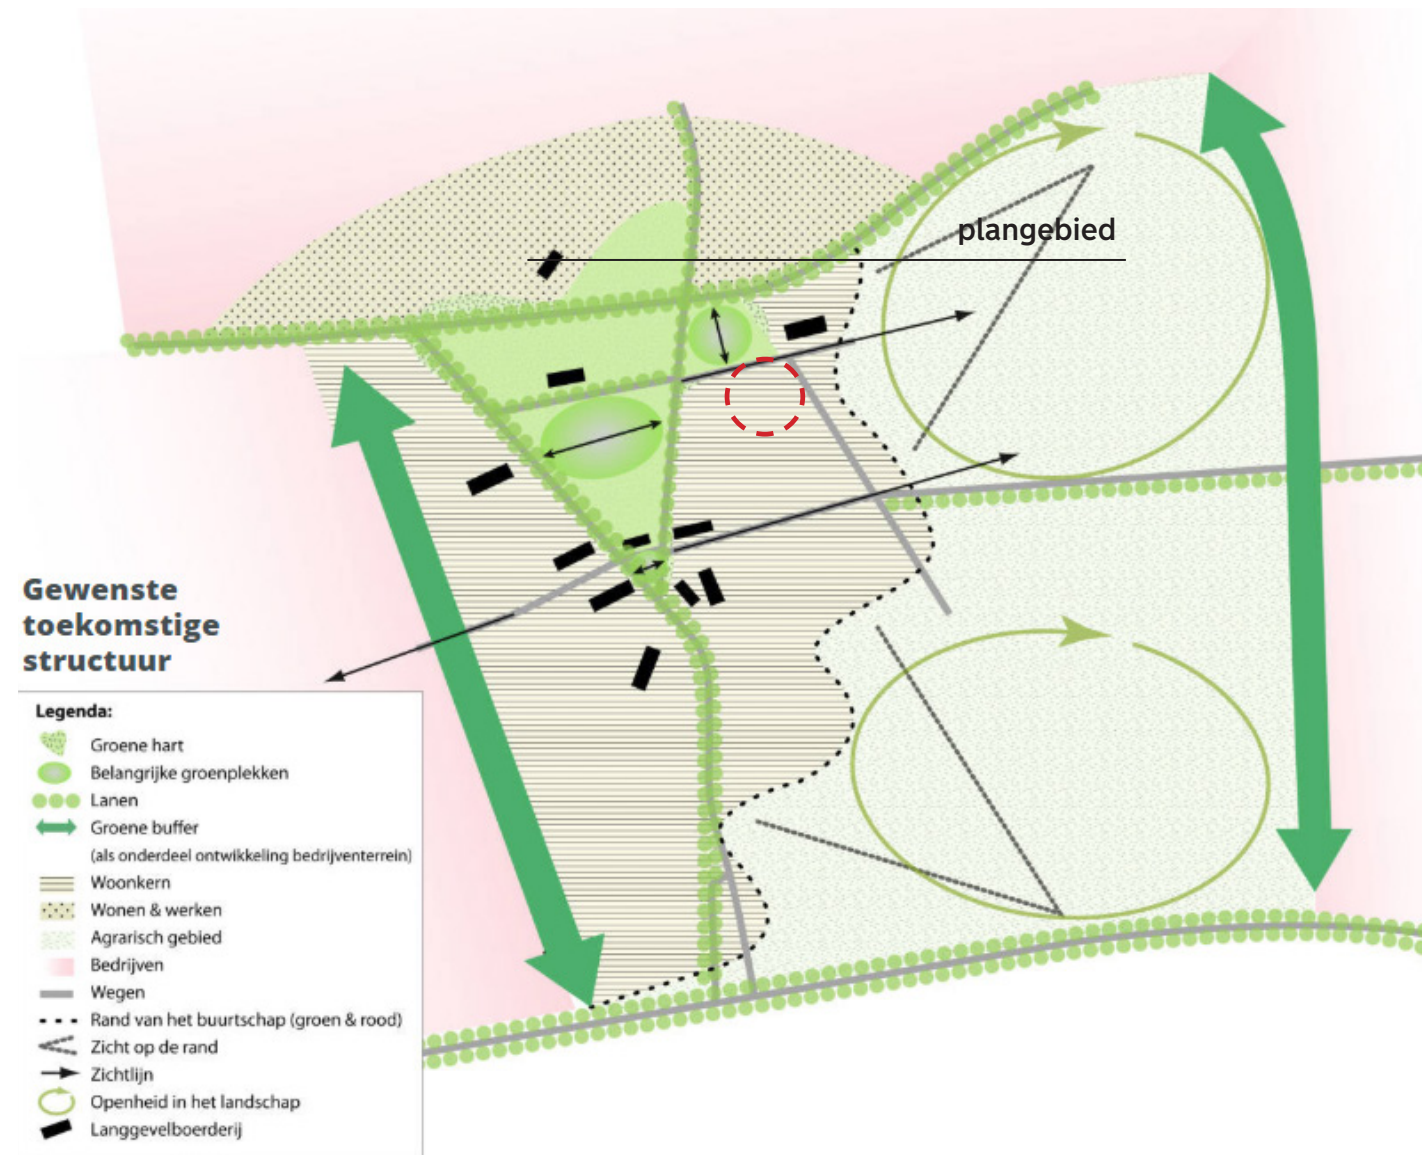 plangebied
Gewenste
toekomstige
structuur
Legenda:
Groene hart
Belangrijke groenplekken
Lanen
Groene buffer
(als onderdeel ontwikkeling bedrijventerrein)
Woonkern
Wonen & werken
Agrarisch gebied
Bedrijven
Wegen
Rand van het buurtschap (groen & rood)
Zicht op de rand
Zichtlijn
Openheid in het landschap
Langgevelboerderij